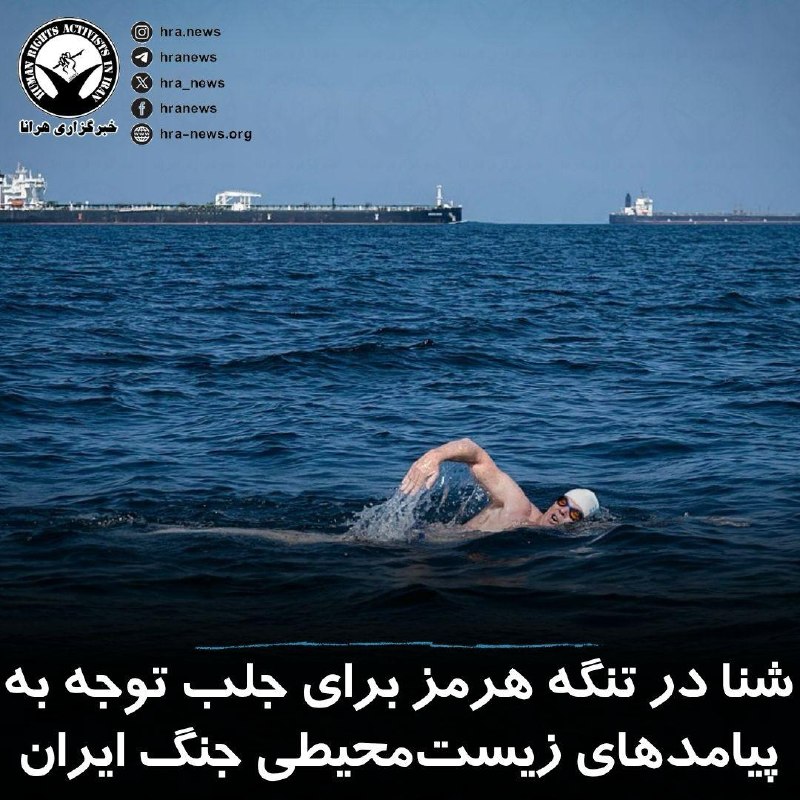 HUMAN RIGHTS ACTIVISTS IN IRAN
خبرگزاری هرانا
hra.news
hranews
hra_news
hranews
hra-news.org
شنا در تنگه هرمز برای جلب توجه به
پیامدهای زیست‌محیطی جنگ ایران